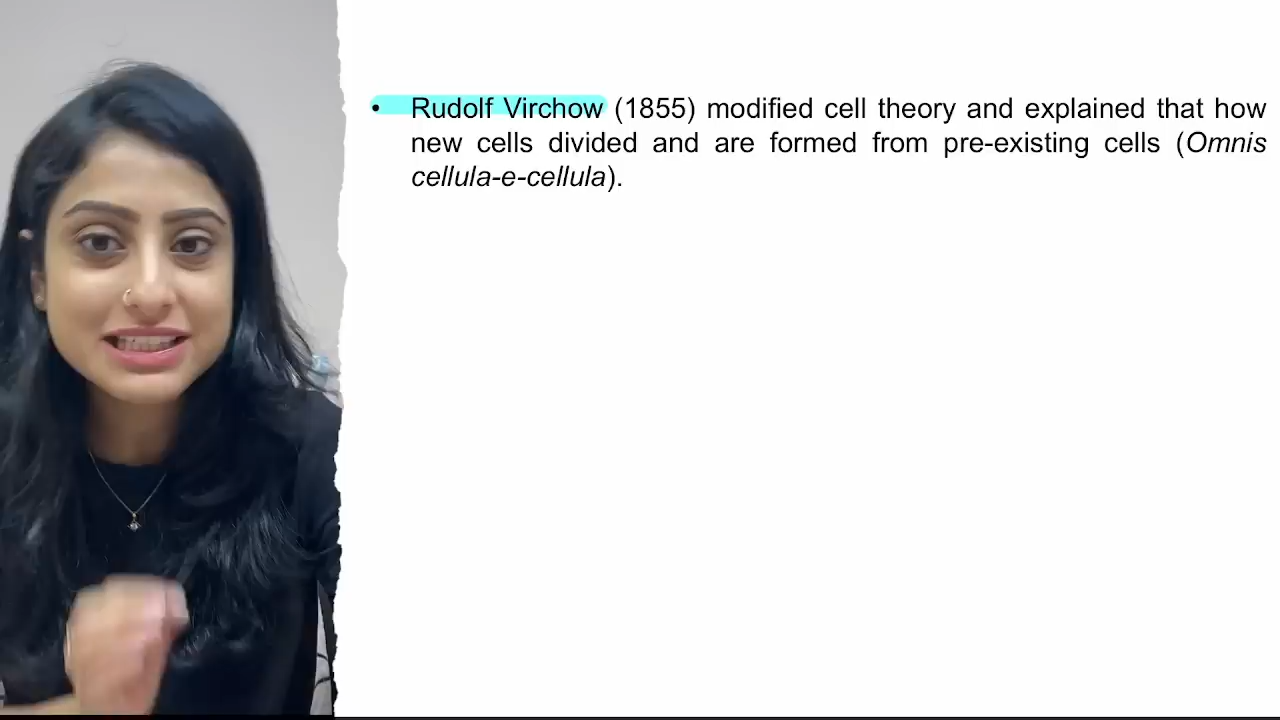 • Rudolf Virchow (1855) modified cell theory and explained that how
new cells divided and are formed from pre-existing cells (Omnis
cellula-e-cellula).